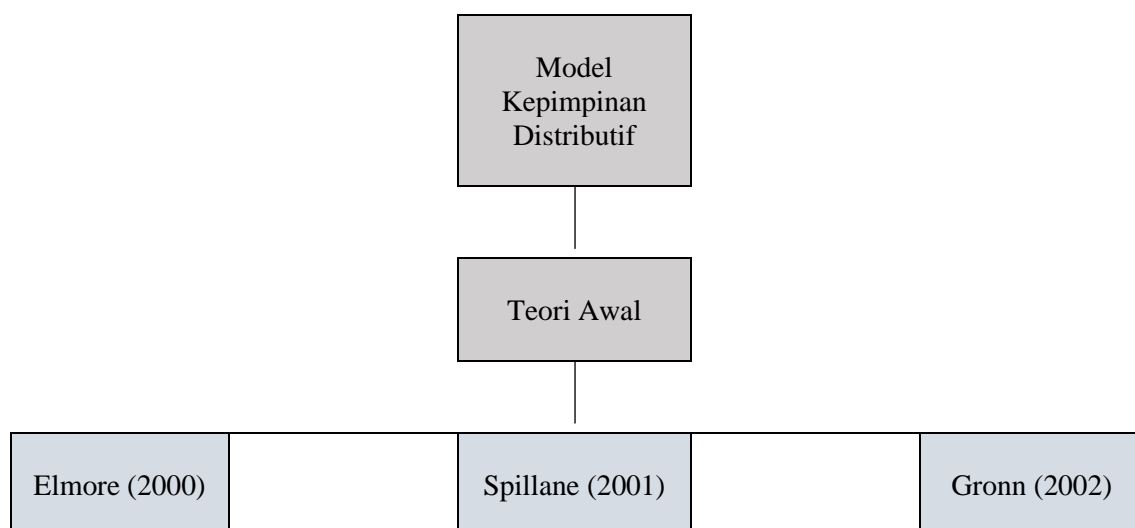 Model
Kepimpinan
Distributif
Teori Awal
Elmore (2000)
Spillane (2001)
Gronn (2002)